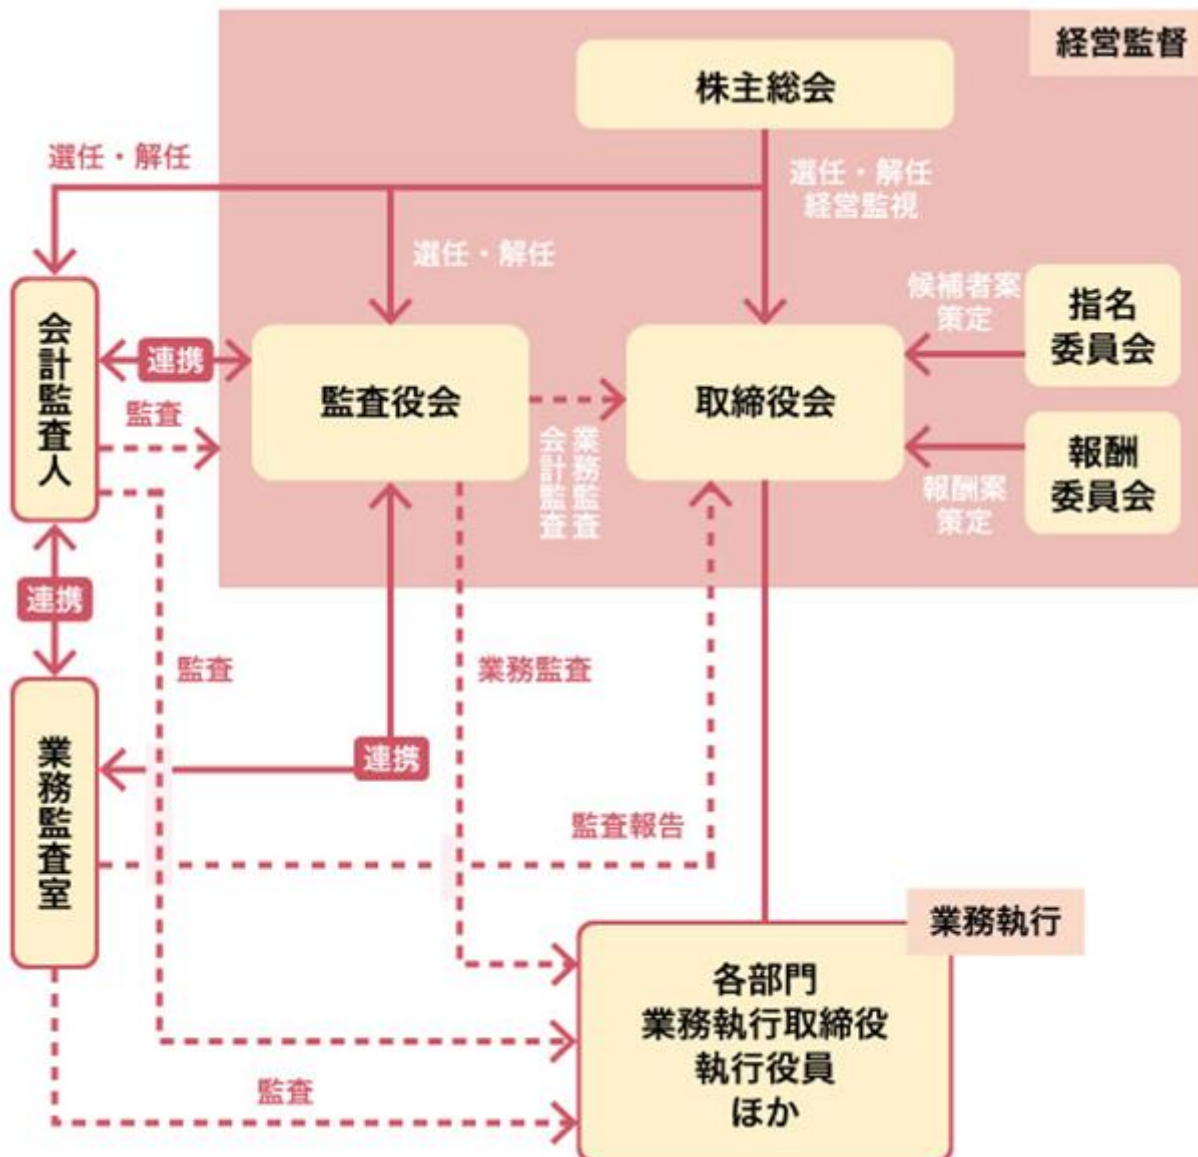 経営監督
株主総会
選任・解任
選任・解任
経営監視
選任・解任
候補者案
策定
指名
委員会
会計監査人
連携
監査役会
取締役会
監査
業務監査
会計監査
報酬
委員会
報酬案
策定
連携
監査
業務監査
業務監査室
連携
監査報告
業務執行
各部門
業務執行取締役
執行役員
ほか
監査